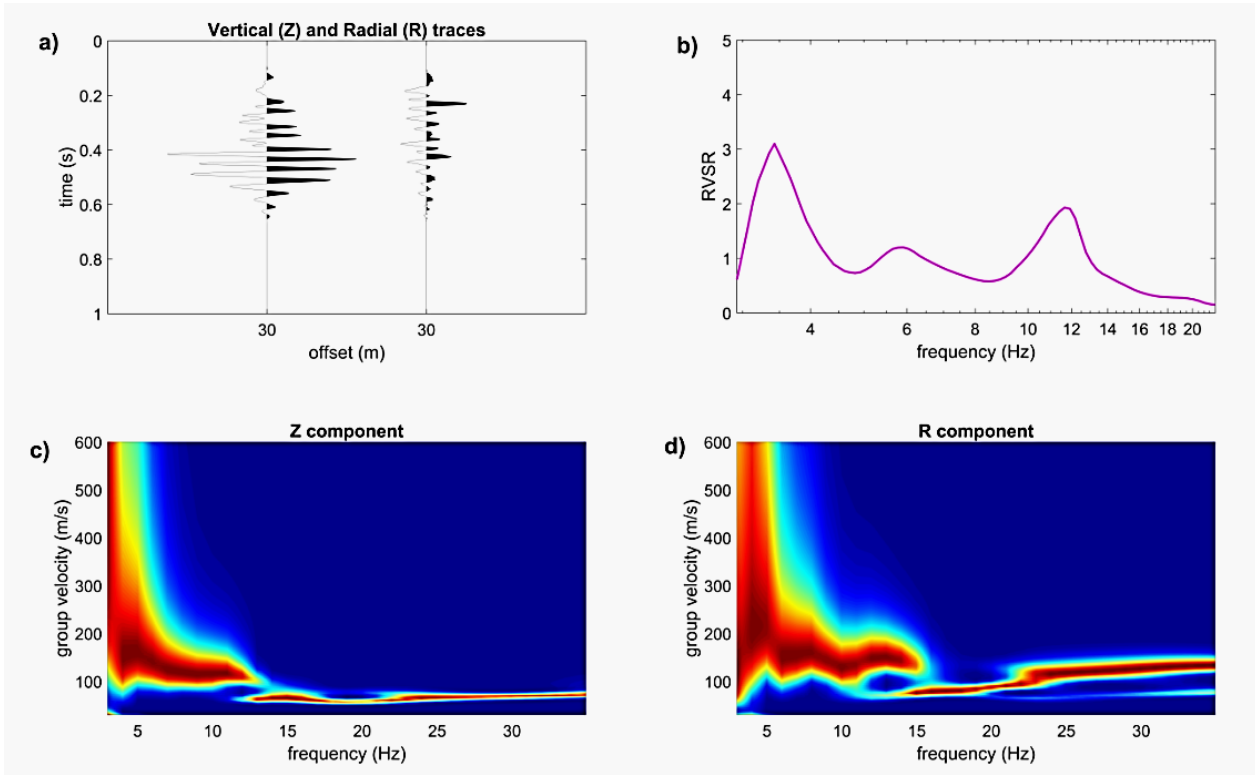 a)
Vertical (Z) and Radial (R) traces
0
0.2
0.4
0.6
0.8
1
time (s)
30 30
offset (m)
b)
5
4
3
2
1
0
RVSR
4 6 8 10 12 14 16 18 20
frequency (Hz)
c)
Z component
600
500
400
300
200
100
group velocity (m/s)
5 10 15 20 25 30
frequency (Hz)
d)
R component
600
500
400
300
200
100
group velocity (m/s)
5 10 15 20 25 30
frequency (Hz)